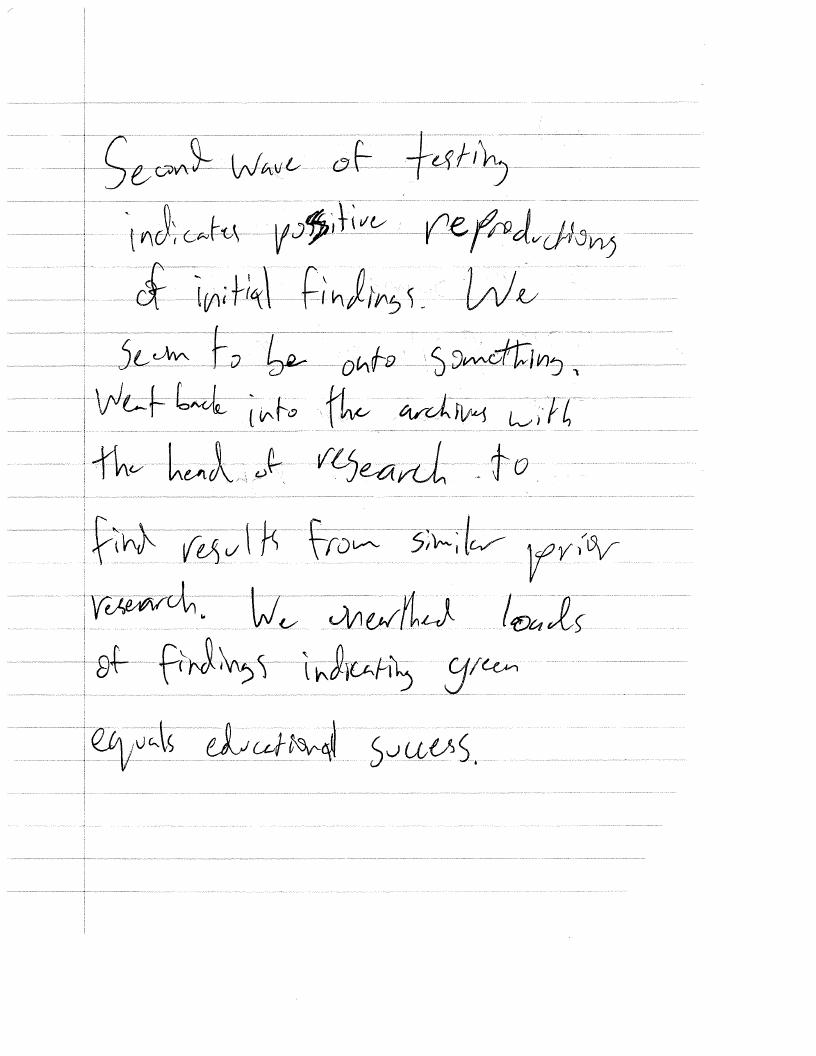 Second wave of testing
indicates positive reproductions
of initial findings. We
seem to be onto something.
Went back into the archives with
the head of research to
find results from similar prior
research. We unearthed loads
of findings indicating green
equals educational success.